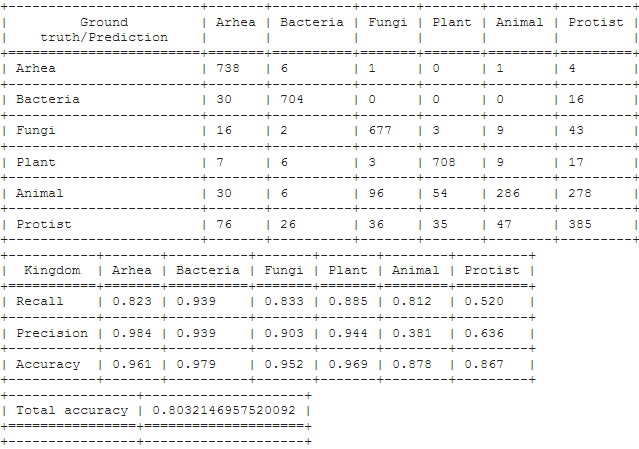 Ground truth/Prediction | Arhea | Bacteria | Fungi | Plant | Animal | Protist
Arhea | 738 | 6 | 1 | 0 | 1 | 4
Bacteria | 30 | 704 | 0 | 0 | 0 | 16
Fungi | 16 | 2 | 677 | 3 | 9 | 43
Plant | 7 | 6 | 3 | 708 | 9 | 17
Animal | 30 | 6 | 96 | 54 | 286 | 278
Protist | 76 | 26 | 36 | 35 | 47 | 385
Kingdom | Arhea | Bacteria | Fungi | Plant | Animal | Protist
Recall | 0.823 | 0.939 | 0.833 | 0.885 | 0.812 | 0.520
Precision | 0.984 | 0.939 | 0.903 | 0.944 | 0.381 | 0.636
Accuracy | 0.961 | 0.979 | 0.952 | 0.969 | 0.878 | 0.867
Total accuracy | 0.8032146957520092